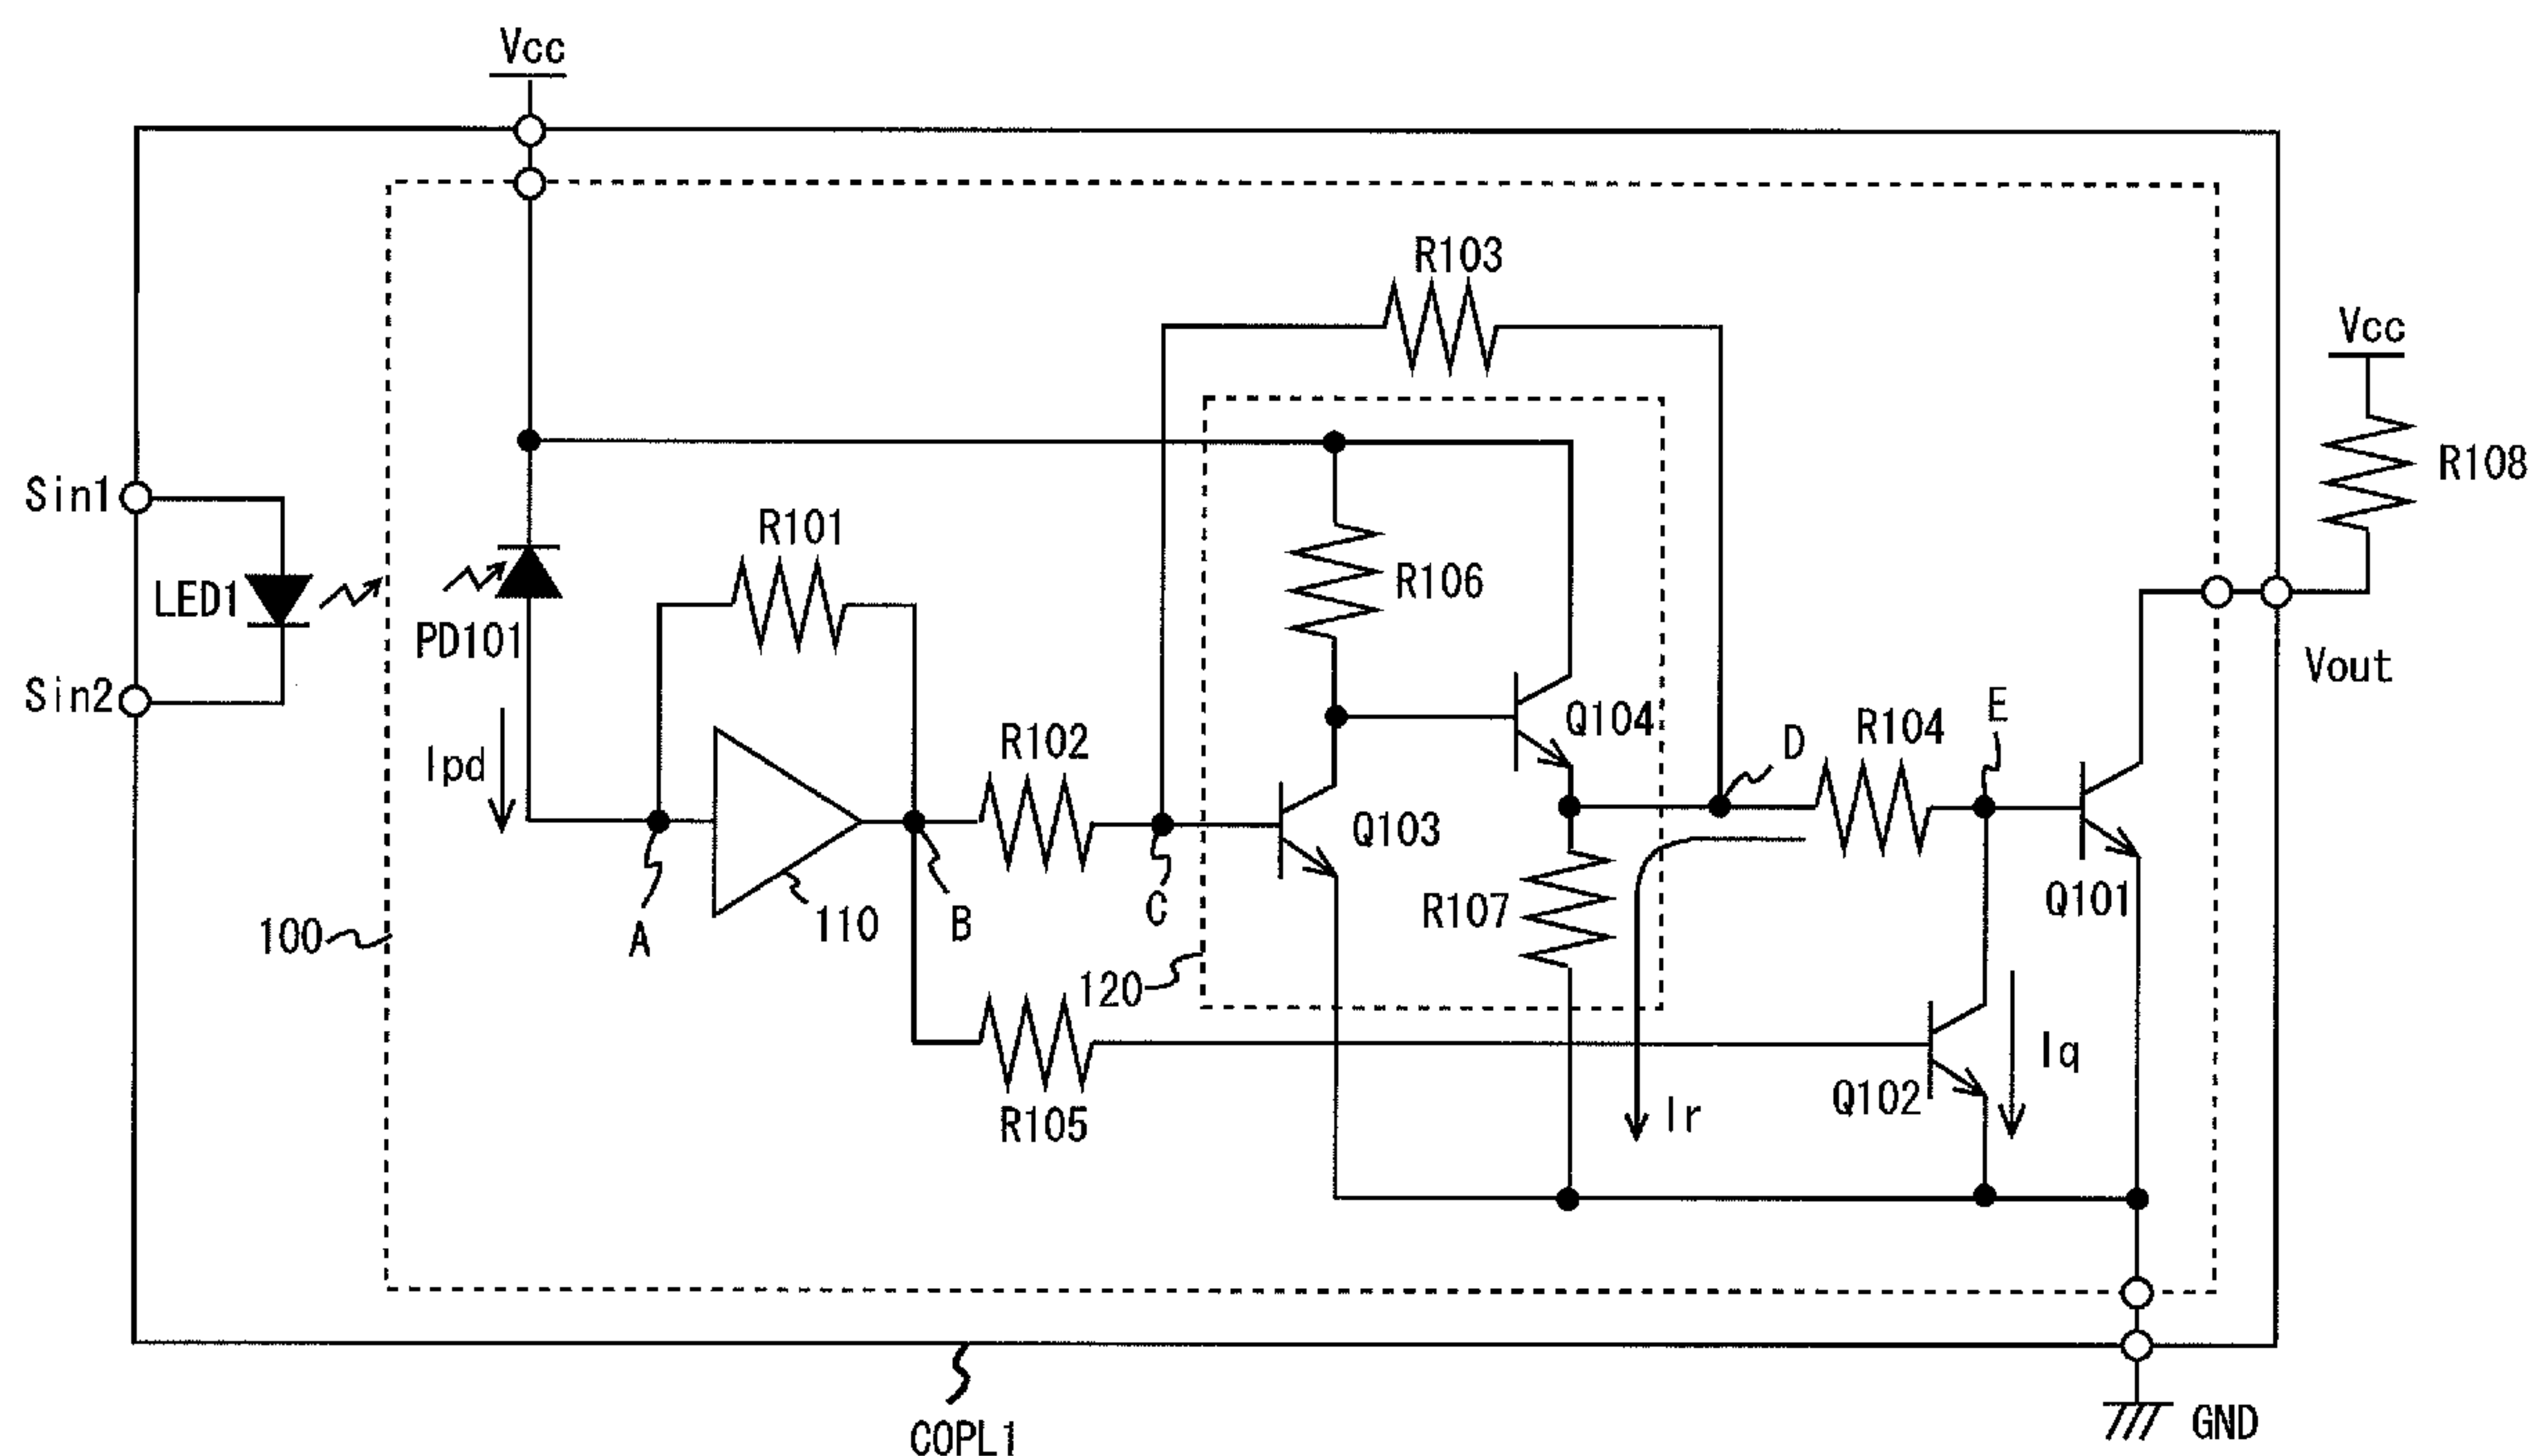 Vcc
R103
Vcc
R108
Sin1
R101
LED1
R106
PD101
Vout
Sin2
E
Q104
R104
D
R102
Ipd
Q103
Q101
R107
C
110
B
A
100
120
Iq
Q102
Ir
R105
GND
COPL1